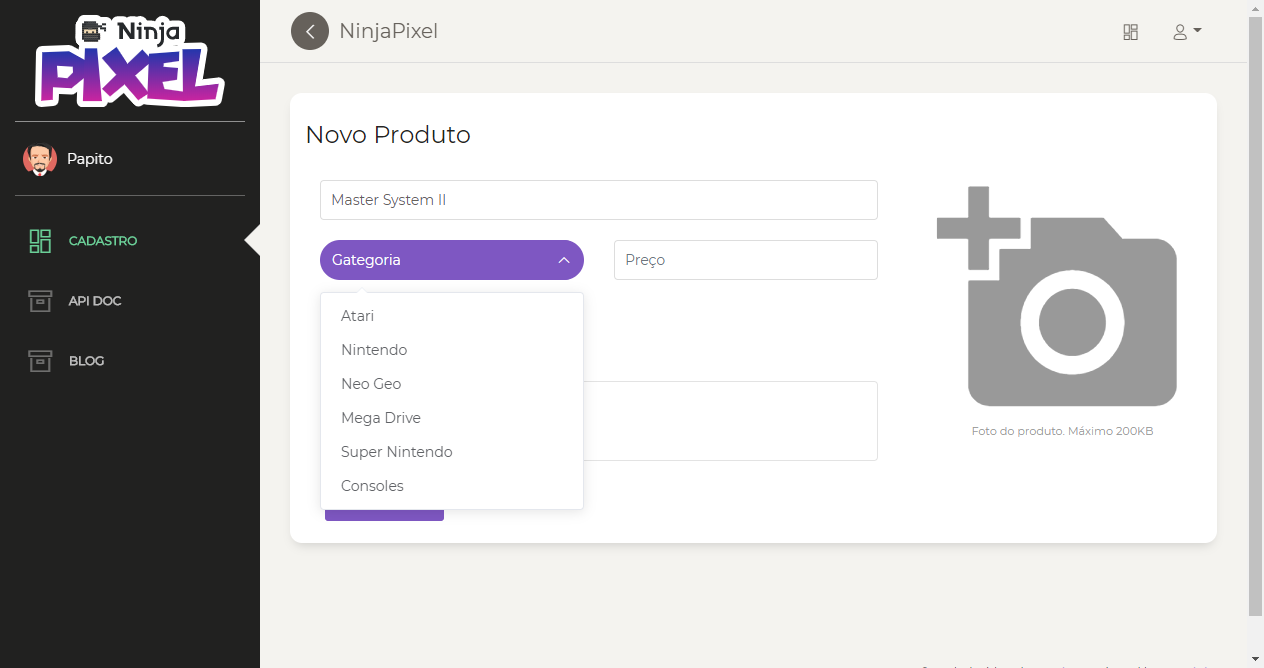 Ninja
PIXEL
Papito
CADASTRO
API DOC
BLOG
NinjaPixel
Novo Produto
Master System II
Gategoria
Preço
Atari
Nintendo
Neo Geo
Mega Drive
Super Nintendo
Consoles
Foto do produto. Máximo 200KB